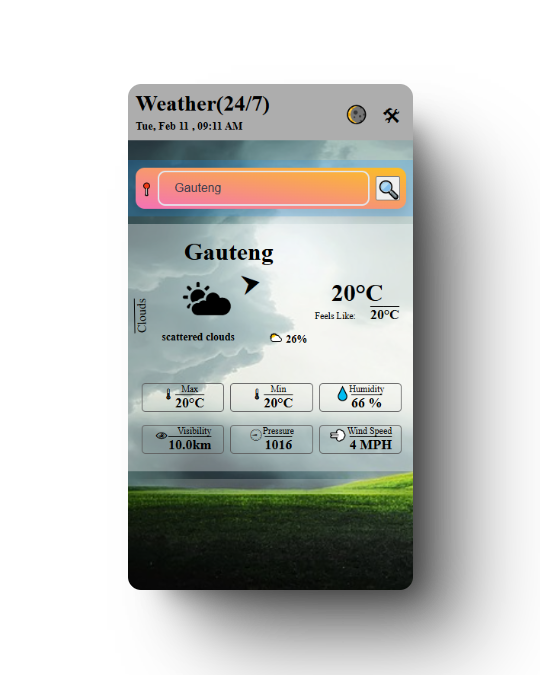 Weather(24/7)
Tue, Feb 11 , 09:11 AM
Gauteng
Gauteng
Clouds
20°C
Feels Like: 20°C
scattered clouds
26%
Max
20°C
Min
20°C
Humidity
66 %
Visibility
10.0km
Pressure
1016
Wind Speed
4 MPH